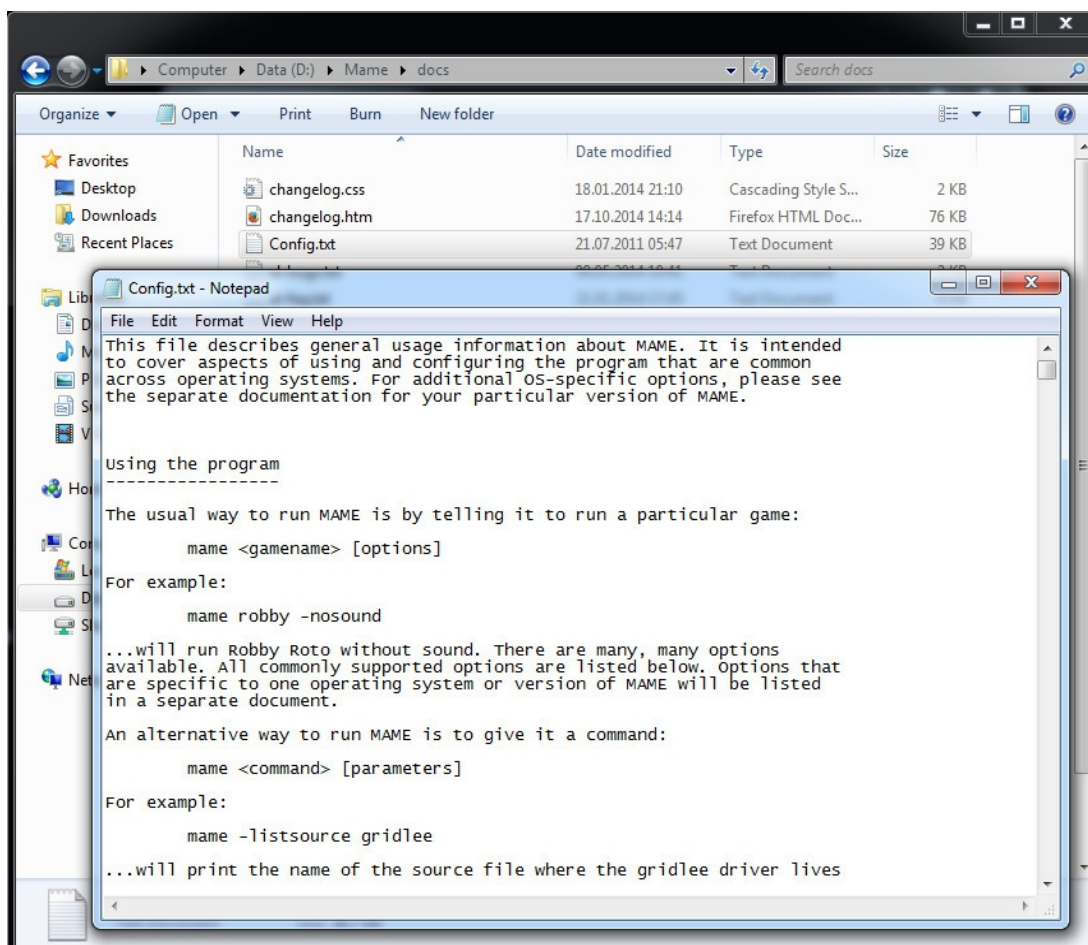 Computer ▸ Data (D:) ▸ Mame ▸ docs
Search docs
Organize Open Print Burn New folder
Name Date modified Type Size
Favorites
Desktop
Downloads
Recent Places
changelog.css 18.01.2014 21:10 Cascading Style S... 2 KB
changelog.htm 17.10.2014 14:14 Firefox HTML Doc... 76 KB
Config.txt 21.07.2011 05:47 Text Document 39 KB
Config.txt - Notepad
File Edit Format View Help
This file describes general usage information about MAME. It is intended
to cover aspects of using and configuring the program that are common
across operating systems. For additional OS-specific options, please see
the separate documentation for your particular version of MAME.
Using the program
-----------------
The usual way to run MAME is by telling it to run a particular game:
mame <gamename> [options]
For example:
mame robby -nosound
...will run Robby Roto without sound. There are many, many options
available. All commonly supported options are listed below. Options that
are specific to one operating system or version of MAME will be listed
in a separate document.
An alternative way to run MAME is to give it a command:
mame <command> [parameters]
For example:
mame -listsource gridlee
...will print the name of the source file where the gridlee driver lives